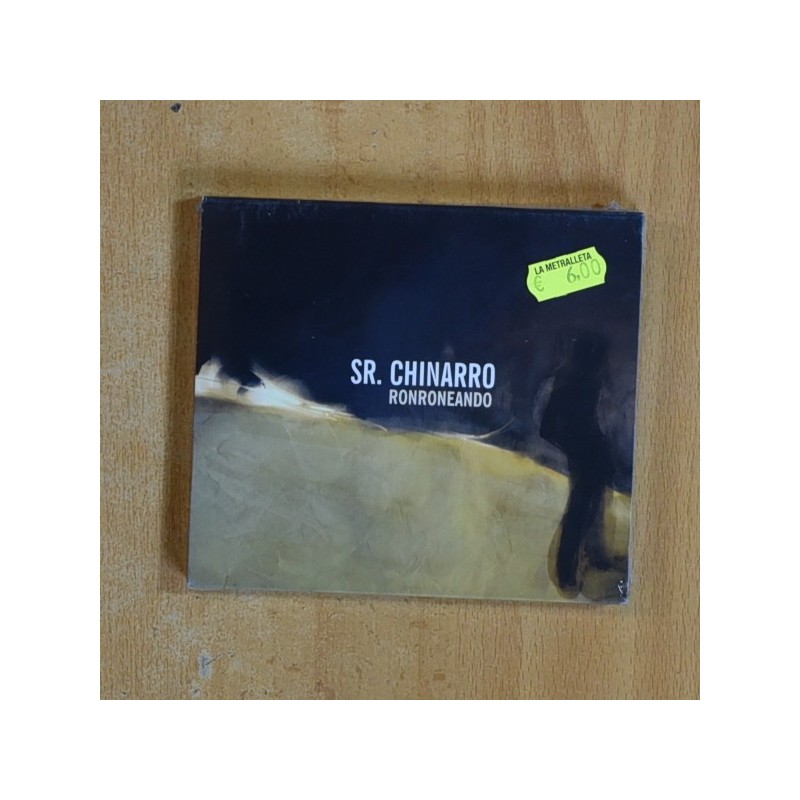 LA METRALLETA
€ 6,00
SR. CHINARRO
RONRONEANDO